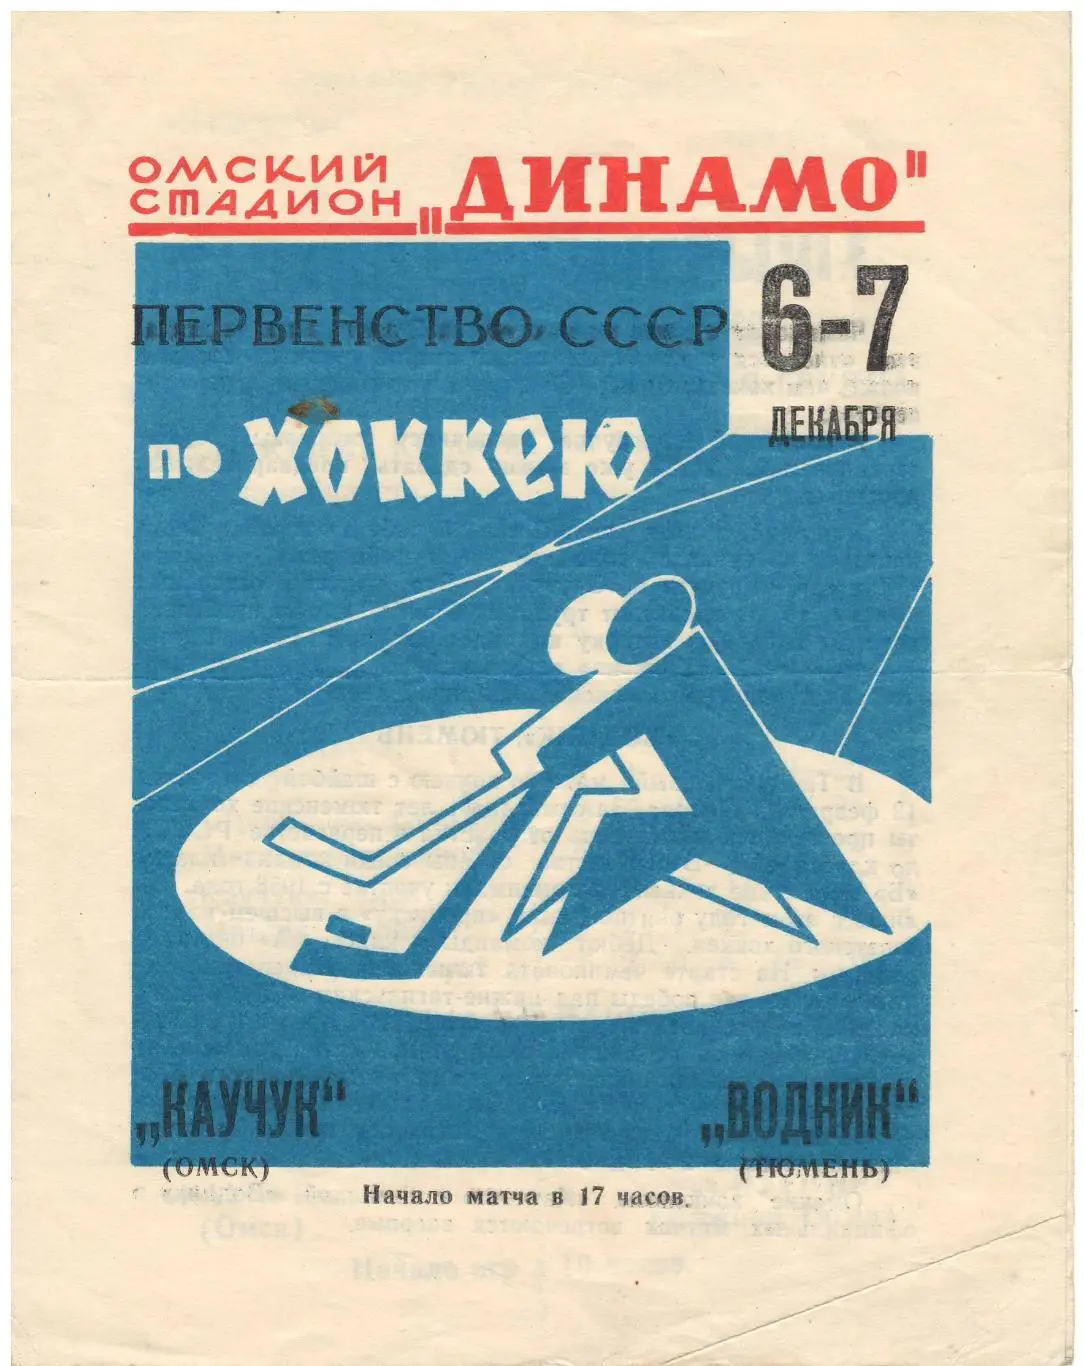 ОМСКИЙ
СТАДИОН „ДИНАМО"
6-7
ДЕКАБРЯ
ПЕРВЕНСТВО СССР
по ХОККЕЮ
„КАУЧУК“
(ОМСК)
„ВОДНИК“
(ТЮМЕНЬ)
Начало матча в 17 часов.